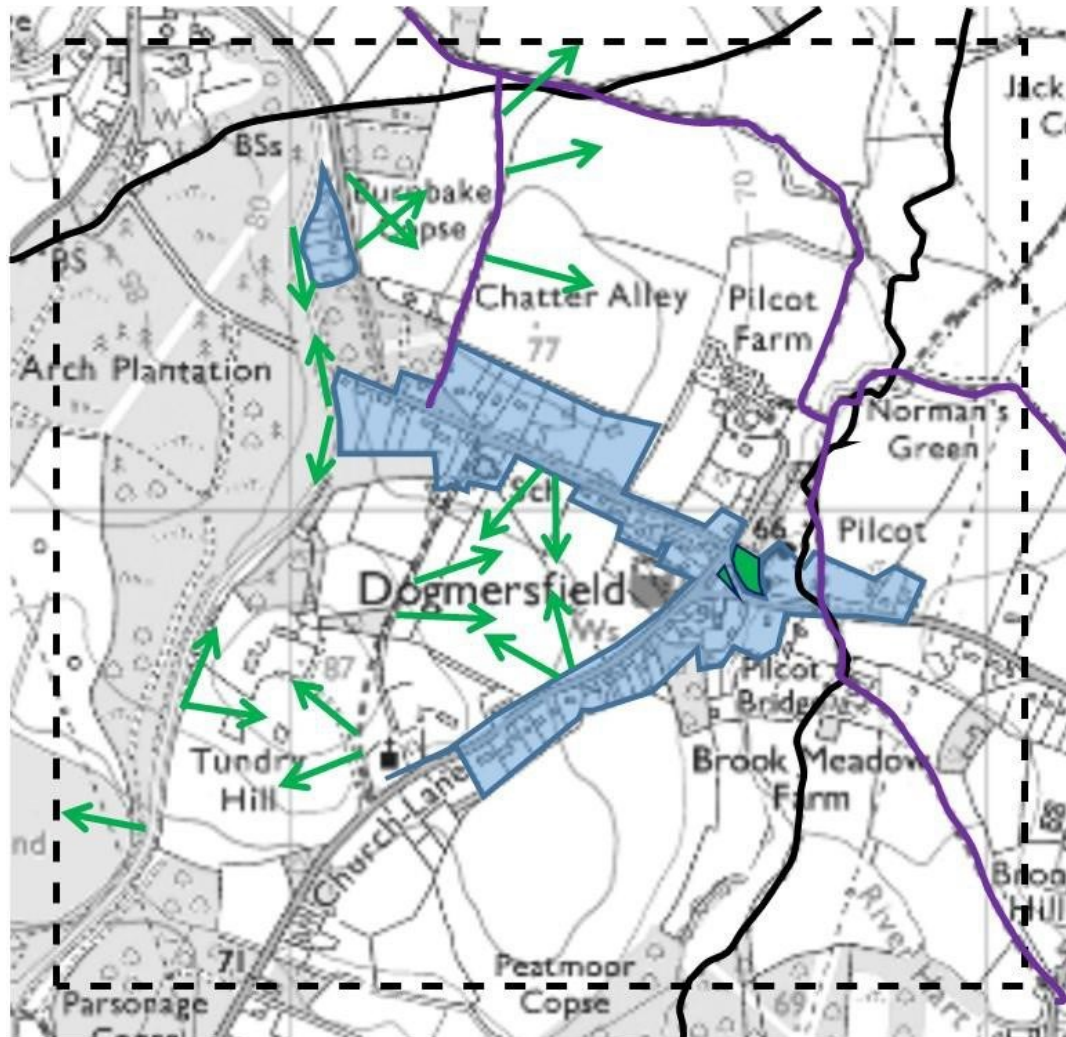 Jack
W
BSs
80
70
Burnbake
Copse
BS
85
Chatter Alley
Pilcot
Farm
77
Arch Plantation
Norman's
Green
Sch
66
Pilcot
Dogmersfield
Ws
87
Pilcot
Bridge
Tundry
Hill
Brook Meadow
Farm
nd
Church Lane
Bron
Hill
River Hart
71
Peatmoor
Copse
69
Parsonage